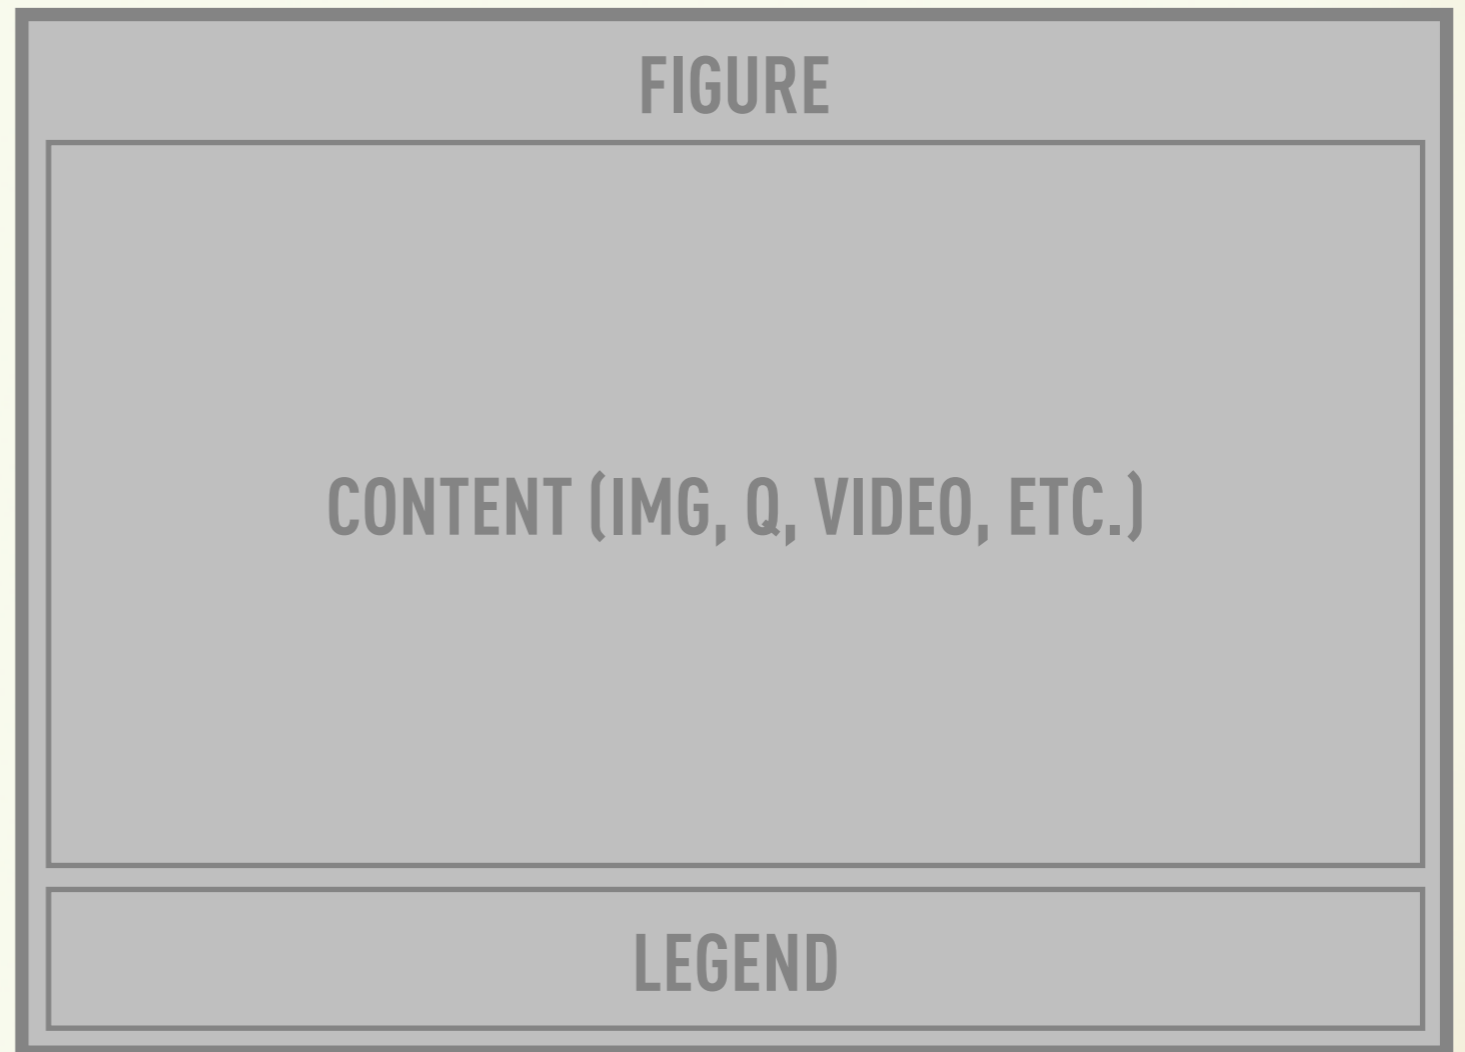 FIGURE
CONTENT (IMG, Q, VIDEO, ETC.)
LEGEND